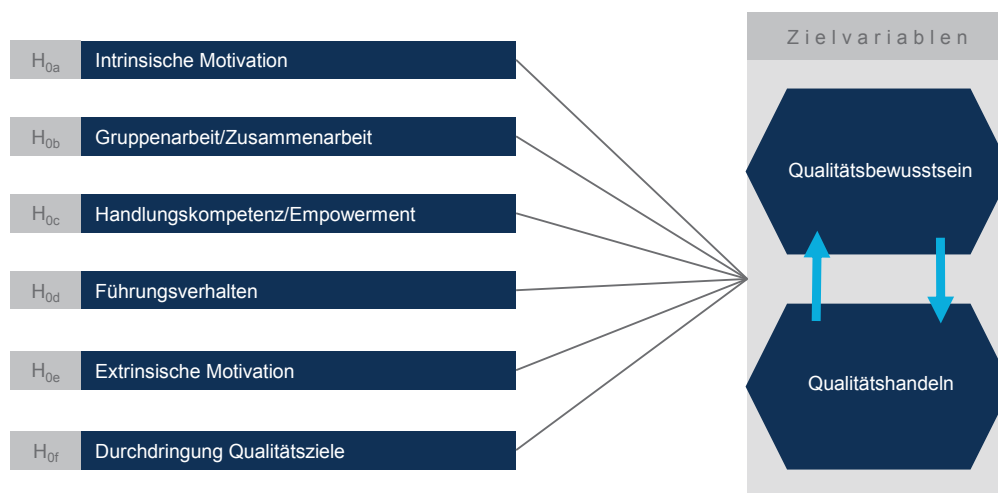 Zielvariablen
H0a Intrinsische Motivation
H0b Gruppenarbeit/Zusammenarbeit
H0c Handlungskompetenz/Empowerment
H0d Führungsverhalten
H0e Extrinsische Motivation
H0f Durchdringung Qualitätsziele
Qualitätsbewusstsein
Qualitätshandeln